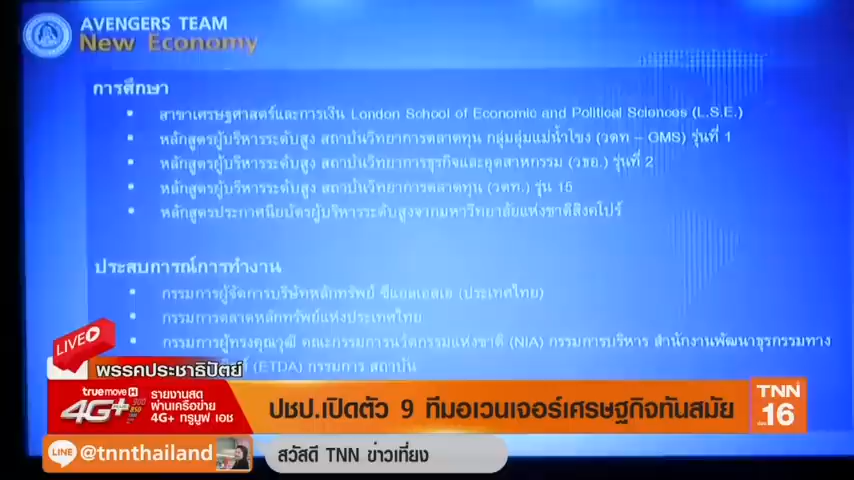 AVENGERS TEAM
New Economy
การศึกษา
สาขาเศรษฐศาสตร์และการเงิน London School of Economic and Political Sciences (L.S.E.)
หลักสูตรผู้บริหารระดับสูง สถาบันวิทยาการตลาดทุน กลุ่มลุ่มแม่น้ำโขง (วตท – GMS) รุ่นที่ 1
หลักสูตรผู้บริหารระดับสูง สถาบันวิทยาการธุรกิจและอุตสาหกรรม (วธอ.) รุ่นที่ 2
หลักสูตรผู้บริหารระดับสูง สถาบันวิทยาการตลาดทุน (วตท.) รุ่น 15
หลักสูตรประกาศนียบัตรผู้บริหารระดับสูงจากมหาวิทยาลัยแห่งชาติสิงคโปร์
ประสบการณ์การทำงาน
กรรมการผู้จัดการบริษัทหลักทรัพย์ ซีแอลเอสเอ (ประเทศไทย)
กรรมการตลาดหลักทรัพย์แห่งประเทศไทย
กรรมการผู้ทรงคุณวุฒิ คณะกรรมการนวัตกรรมแห่งชาติ (NIA) กรรมการบริหาร สำนักงานพัฒนาธุรกรรมทาง
(ETDA) กรรมการ สถาบัน
LIVE
พรรคประชาธิปัตย์
truemove H
4G+
รายงานสด
ผ่านเครือข่าย
4G+ ทรูมูฟ เอช
ปชป.เปิดตัว 9 ทีมอเวนเจอร์เศรษฐกิจทันสมัย
TNN
16
LINE @tnnthailand
สวัสดี TNN ข่าวเที่ยง